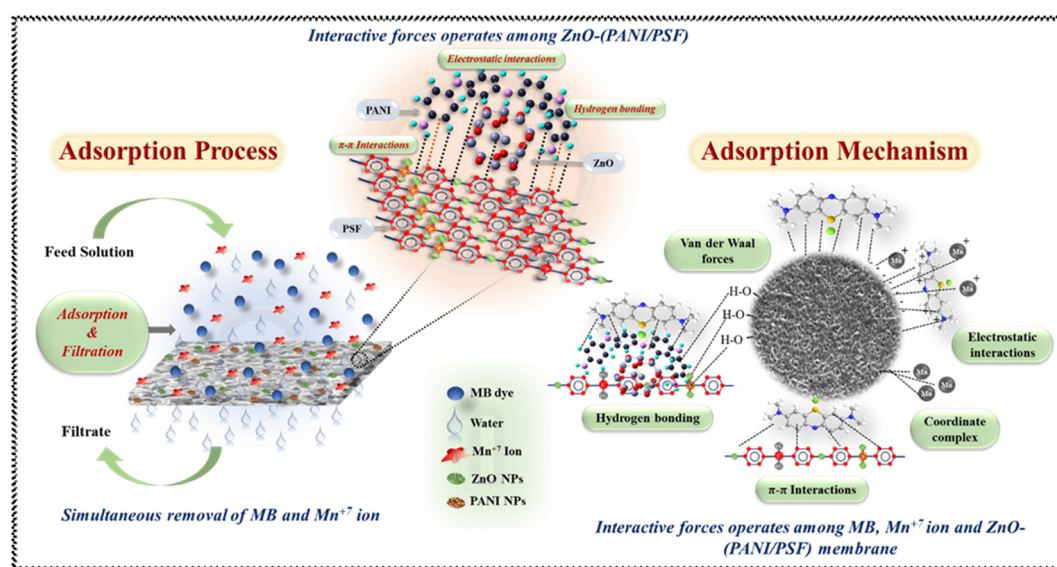 Interactive forces operates among ZnO-(PANI/PSF)
Electrostatic interactions
PANI
Hydrogen bonding
π-π Interactions
ZnO
PSF
Adsorption Process
Feed Solution
Adsorption
&
Filtration
Filtrate
MB dye
Water
Mn+7 Ion
ZnO NPs
PANI NPs
Simultaneous removal of MB and Mn+7 ion
Adsorption Mechanism
Van der Waal
forces
H-O
H-O
H-O
Mn
+
Mn
+
Mn
+
Electrostatic
interactions
Mn
Mn
Mn
Mn
Coordinate
complex
Hydrogen bonding
π-π Interactions
Interactive forces operates among MB, Mn+7 ion and ZnO-
(PANI/PSF) membrane